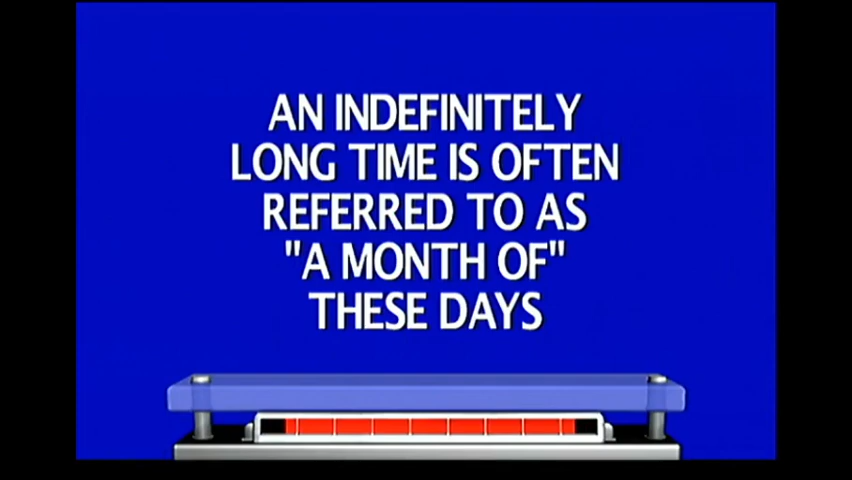 AN INDEFINITELY
LONG TIME IS OFTEN
REFERRED TO AS
"A MONTH OF"
THESE DAYS